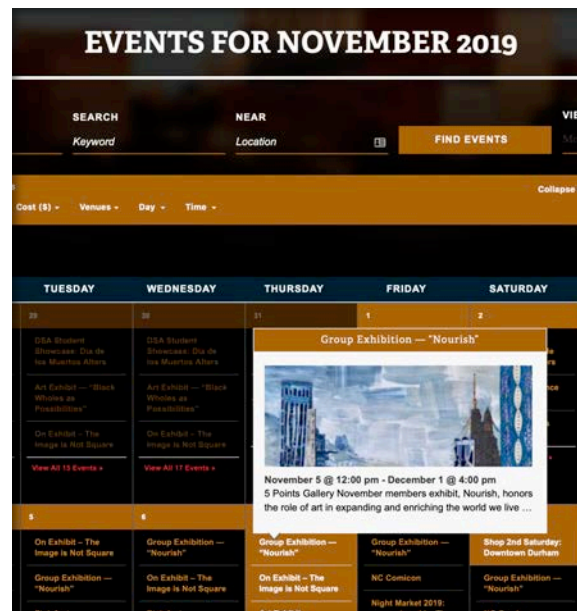 EVENTS FOR NOVEMBER 2019
SEARCH
NEAR
Keyword
Location
FIND EVENTS
Collapse
Cost ($)
Venues
Day
Time
TUESDAY
WEDNESDAY
THURSDAY
FRIDAY
SATURDAY
29
30
31
1
2
DSA Student
Showcase: Dia de
los Muertos Alters
Art Exhibit — "Black
Wholes as
Possibilities"
On Exhibit – The
Image is Not Square
View All 15 Events »
DSA Student
Showcase: Dia de
los Muertos Alters
Art Exhibit — "Black
Wholes as
Possibilities"
On Exhibit – The
Image is Not Square
View All 17 Events »
Group Exhibition — "Nourish"
November 5 @ 12:00 pm - December 1 @ 4:00 pm
5 Points Gallery November members exhibit, Nourish, honors
the role of art in expanding and enriching the world we live …
5
6
On Exhibit – The
Image is Not Square
Group Exhibition —
"Nourish"
Group Exhibition —
"Nourish"
On Exhibit – The
Image is Not Square
Group Exhibition —
"Nourish"
On Exhibit – The
Image is Not Square
Group Exhibition —
"Nourish"
NC Comicon
Night Market 2019:
Shop 2nd Saturday:
Downtown Durham
Group Exhibition —
"Nourish"